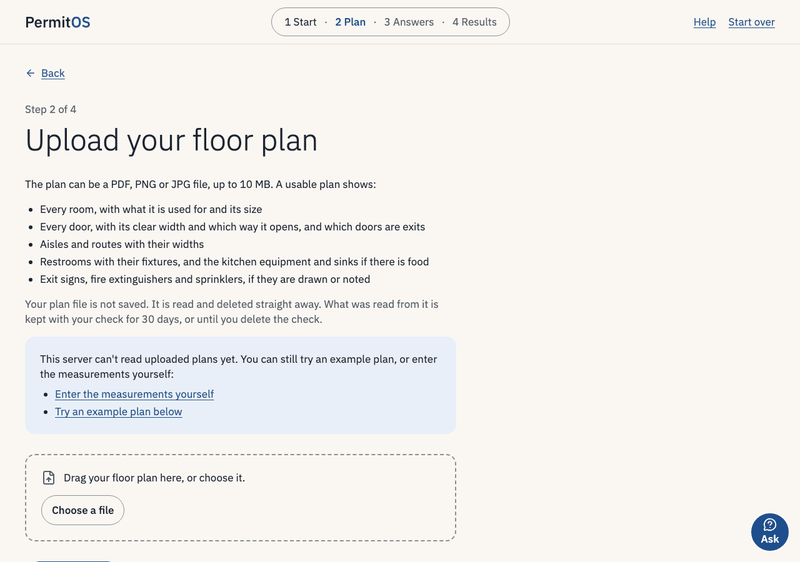 PermitOS
1 Start · 2 Plan · 3 Answers · 4 Results
Help
Start over
← Back
Step 2 of 4
Upload your floor plan
The plan can be a PDF, PNG or JPG file, up to 10 MB. A usable plan shows:
• Every room, with what it is used for and its size
• Every door, with its clear width and which way it opens, and which doors are exits
• Aisles and routes with their widths
• Restrooms with their fixtures, and the kitchen equipment and sinks if there is food
• Exit signs, fire extinguishers and sprinklers, if they are drawn or noted
Your plan file is not saved. It is read and deleted straight away. What was read from it is
kept with your check for 30 days, or until you delete the check.
This server can't read uploaded plans yet. You can still try an example plan, or enter
the measurements yourself:
• Enter the measurements yourself
• Try an example plan below
Drag your floor plan here, or choose it.
Choose a file
Ask